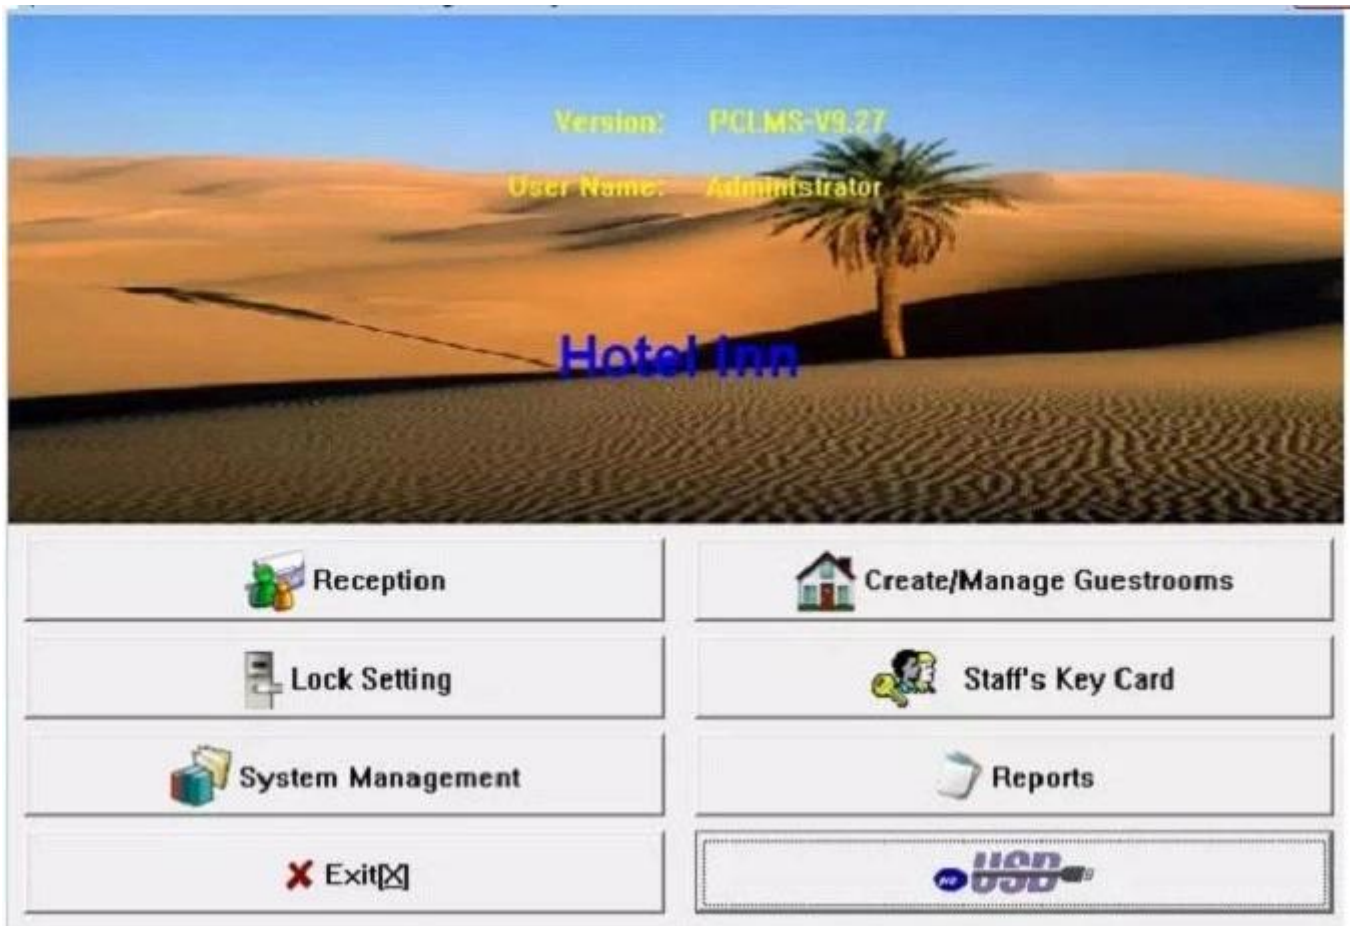 Version: PCLMS-V9.27
User Name: Administrator
Hotel Inn
Reception
Create/Manage Guestrooms
Lock Setting
Staff's Key Card
System Management
Reports
Exit[X]
USB